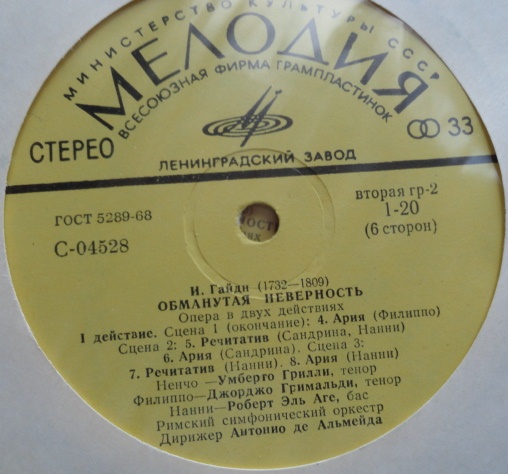 МИНИСТЕРСТВО КУЛЬТУРЫ СССР
МЕЛОДИЯ
ВСЕСОЮЗНАЯ ФИРМА ГРАМПЛАСТИНОК
СТЕРЕО
33
ЛЕНИНГРАДСКИЙ ЗАВОД
ГОСТ 5289-68
С-04528
вторая гр-2
1-20
(6 сторон)
И. Гайдн (1732—1809)
ОБМАНУТАЯ НЕВЕРНОСТЬ
Опера в двух действиях
I действие. Сцена 1 (окончание): 4. Ария (Филиппо)
Сцена 2: 5. Речитатив (Сандрина, Нанни)
6. Ария (Сандрина). Сцена 3:
7. Речитатив (Нанни). 8. Ария (Нанни)
Ненчо —Умберто Грилли, тенор
Филиппо—Джорджо Гримальди, тенор
Нанни—Роберт Эль Аге, бас
Римский симфонический оркестр
Дирижер Антонио де Альмейда